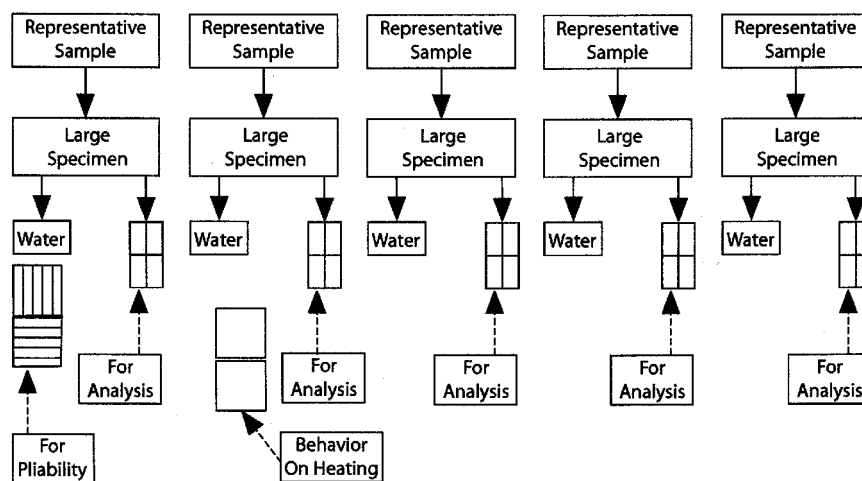 Representative
Sample
Representative
Sample
Representative
Sample
Representative
Sample
Representative
Sample
Large
Specimen
Large
Specimen
Large
Specimen
Large
Specimen
Large
Specimen
Water
Water
Water
Water
Water
For
Analysis
For
Analysis
For
Analysis
For
Analysis
For
Analysis
For
Pliability
Behavior
On Heating